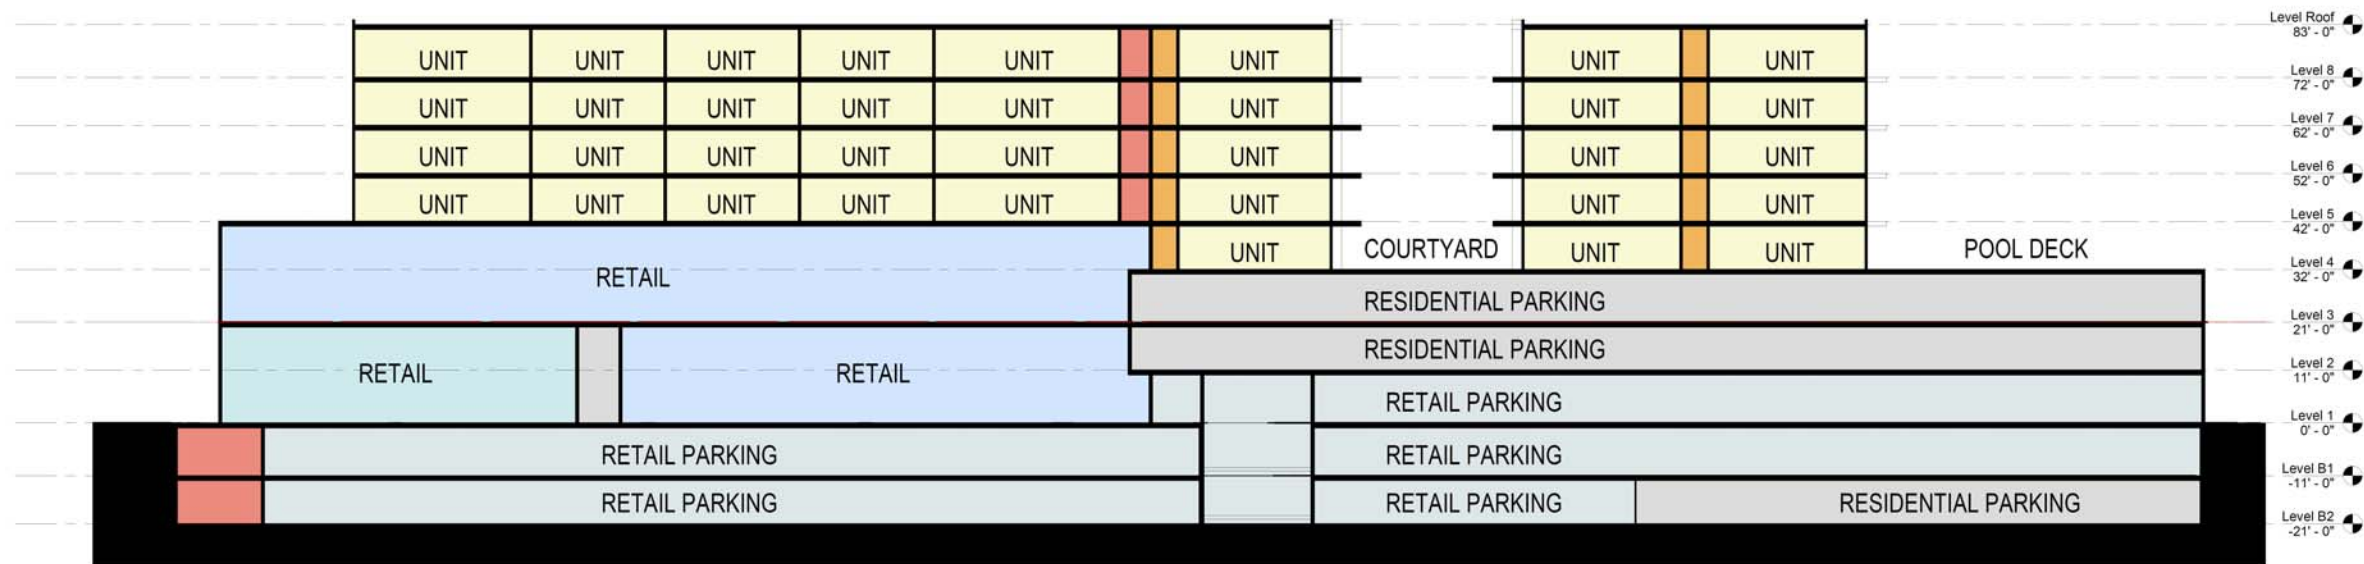 Level Roof
83' - 0"
UNIT UNIT UNIT UNIT UNIT UNIT UNIT UNIT
Level 8
72' - 0"
UNIT UNIT UNIT UNIT UNIT UNIT UNIT UNIT
Level 7
62' - 0"
UNIT UNIT UNIT UNIT UNIT UNIT UNIT UNIT
Level 6
52' - 0"
UNIT UNIT UNIT UNIT UNIT UNIT UNIT UNIT
Level 5
42' - 0"
UNIT COURTYARD UNIT UNIT POOL DECK
Level 4
32' - 0"
RETAIL
RESIDENTIAL PARKING
Level 3
21' - 0"
RESIDENTIAL PARKING
Level 2
11' - 0"
RETAIL RETAIL
RETAIL PARKING
Level 1
0' - 0"
RETAIL PARKING RETAIL PARKING
Level B1
-11' - 0"
RETAIL PARKING RETAIL PARKING RESIDENTIAL PARKING
Level B2
-21' - 0"